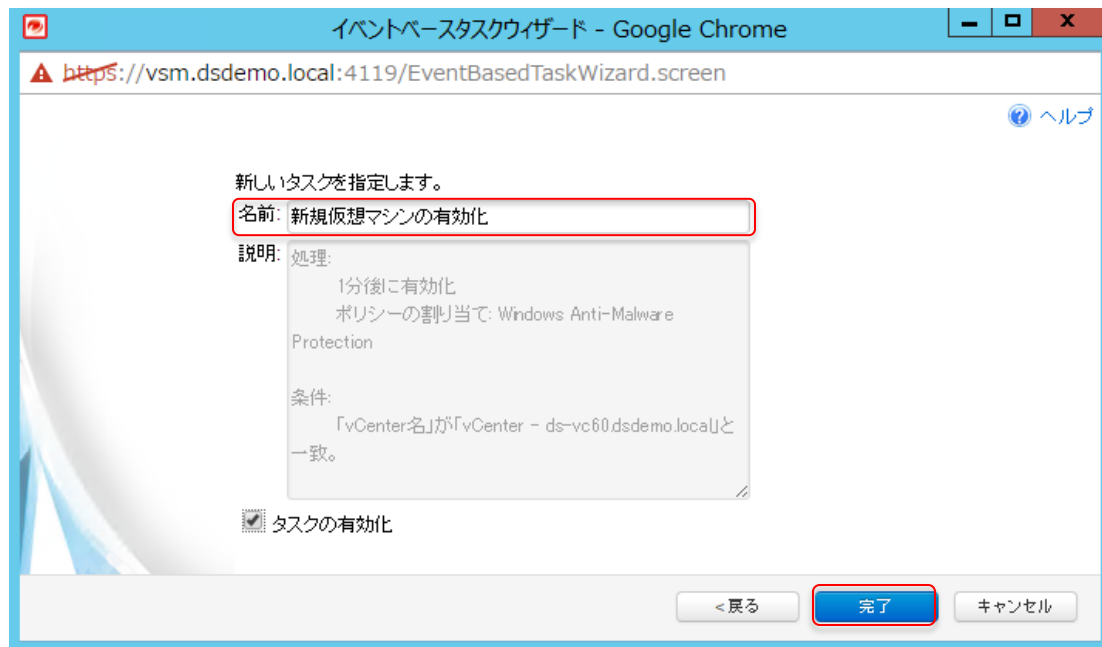 イベントベースタスクウィザード - Google Chrome
https://vsm.dsdemo.local:4119/EventBasedTaskWizard.screen
ヘルプ
新しいタスクを指定します。
名前: 新規仮想マシンの有効化
説明: 処理:
1分後に有効化
ポリシーの割り当て: Windows Anti-Malware
Protection
条件:
「vCenter名」が「vCenter - ds-vc60.dsdemo.local」と
一致。
タスクの有効化
<戻る 完了 キャンセル